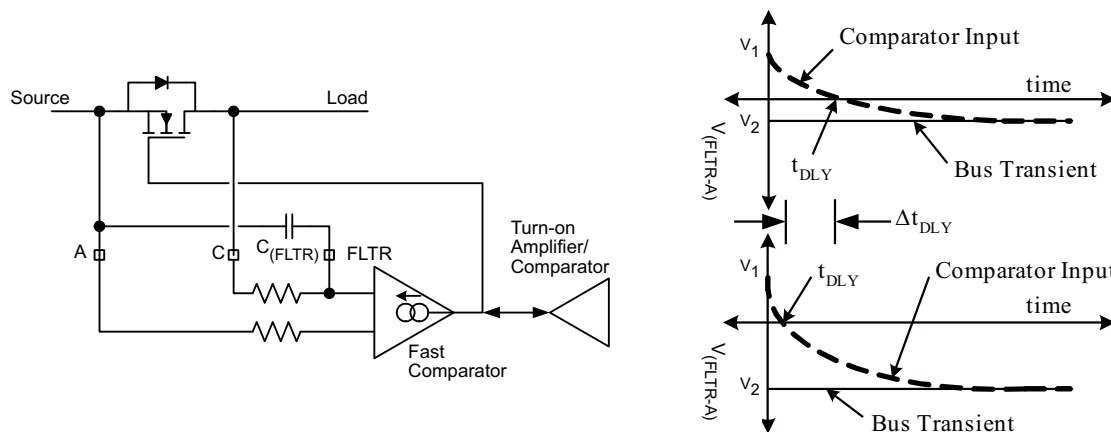 Source
Load
A
C
C(FLTR)
FLTR
Turn-on
Amplifier/
Comparator
Fast
Comparator
V1
Comparator Input
time
V2
V(FLTR-A)
tDLY
Bus Transient
ΔtDLY
V1
tDLY
Comparator Input
time
V(FLTR-A)
V2
Bus Transient